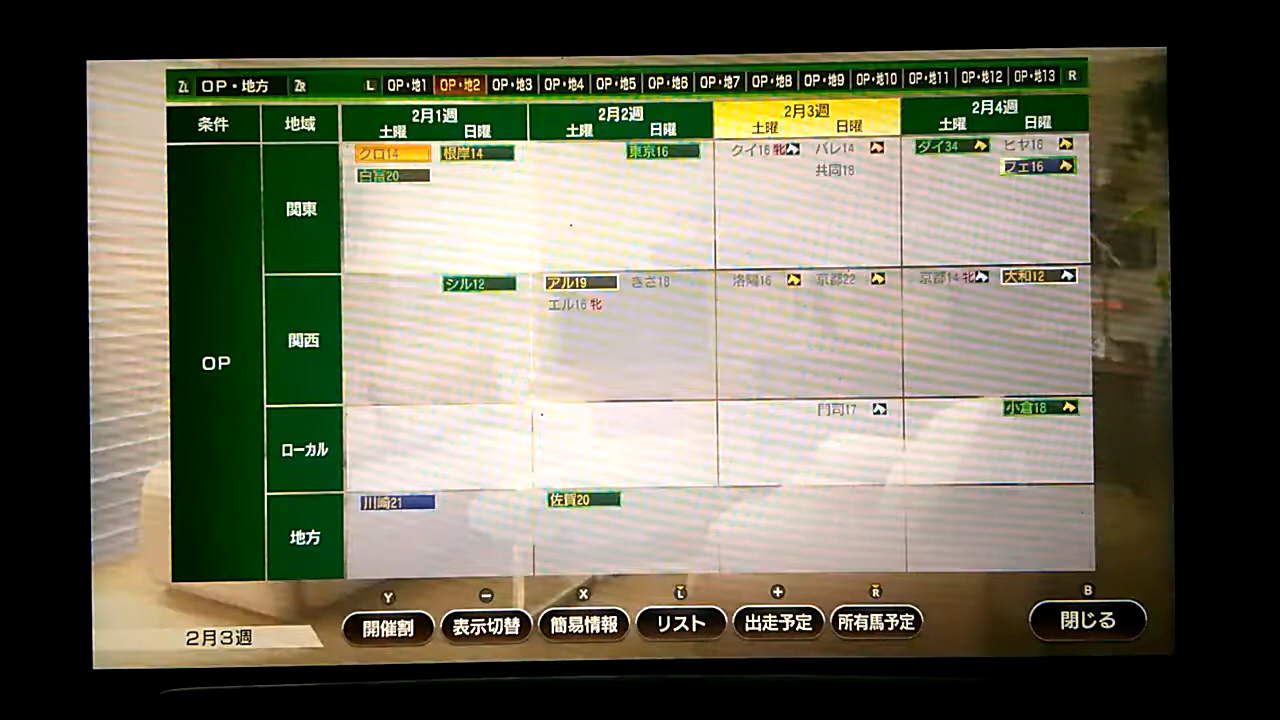 ZL OP・地方 ZR L OP・地1 OP・地2 OP・地3 OP・地4 OP・地5 OP・地6 OP・地7 OP・地8 OP・地9 OP・地10 OP・地11 OP・地12 OP・地13 R
条件 地域 2月1週 2月2週 2月3週 2月4週
土曜 日曜 土曜 日曜 土曜 日曜 土曜 日曜
クロ14 根岸14 東京16 クイ16 牝 バレ14 ダイ34 ヒヤ16
白富20 共同18 フェ16
関東
シル12 アル19 きさ18 洛陽16 京都22 京都14 牝 大和12
エル16 牝
関西
OP
門司17 小倉18
ローカル
川崎21 佐賀20
地方
Y － X L ＋ R B
開催割 表示切替 簡易情報 リスト 出走予定 所有馬予定 閉じる
2月3週